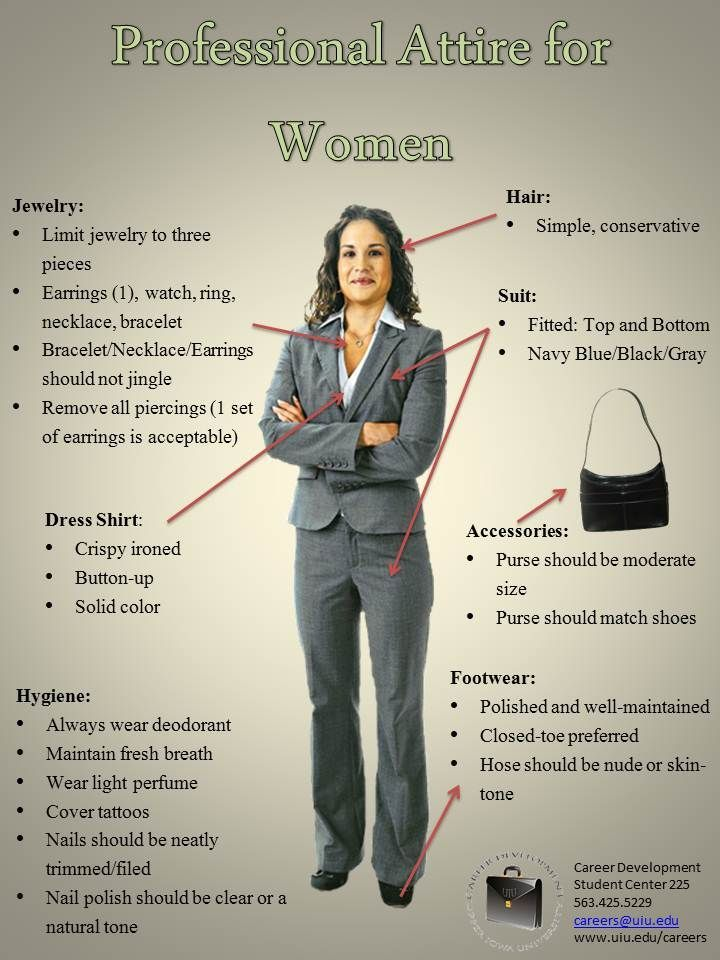 Professional Attire for
Women
Jewelry:
• Limit jewelry to three
pieces
• Earrings (1), watch, ring,
necklace, bracelet
• Bracelet/Necklace/Earrings
should not jingle
• Remove all piercings (1 set
of earrings is acceptable)
Dress Shirt:
• Crispy ironed
• Button-up
• Solid color
Hygiene:
• Always wear deodorant
• Maintain fresh breath
• Wear light perfume
• Cover tattoos
• Nails should be neatly
trimmed/filed
• Nail polish should be clear or a
natural tone
Hair:
• Simple, conservative
Suit:
• Fitted: Top and Bottom
• Navy Blue/Black/Gray
Accessories:
• Purse should be moderate
size
• Purse should match shoes
Footwear:
• Polished and well-maintained
• Closed-toe preferred
• Hose should be nude or skin-
tone
UIU
Career Development
Student Center 225
563.425.5229
careers@uiu.edu
www.uiu.edu/careers